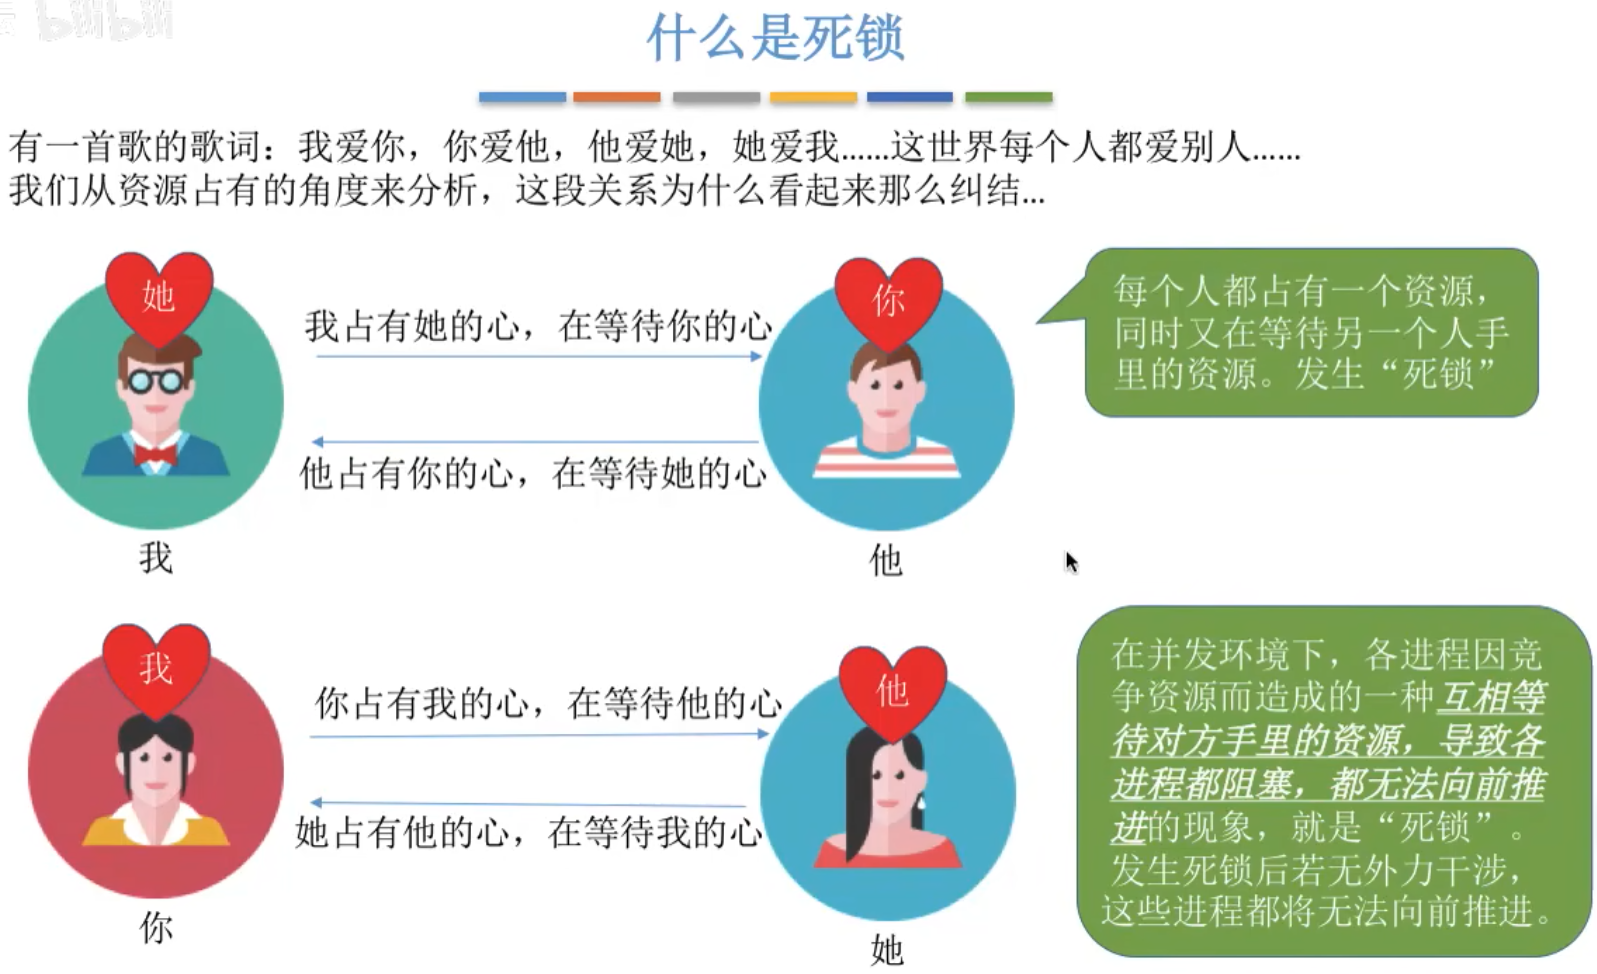 bilibili
什么是死锁
有一首歌的歌词：我爱你，你爱他，他爱她，她爱我……这世界每个人都爱别人……
我们从资源占有的角度来分析，这段关系为什么看起来那么纠结...
她
我占有她的心，在等待你的心
他占有你的心，在等待她的心
我
你
他
每个人都占有一个资源，
同时又在等待另一个人手
里的资源。发生“死锁”
我
你占有我的心，在等待他的心
她占有他的心，在等待我的心
你
他
她
在并发环境下，各进程因竞
争资源而造成的一种互相等
待对方手里的资源，导致各
进程都阻塞，都无法向前推
进的现象，就是“死锁”。
发生死锁后若无外力干涉，
这些进程都将无法向前推进。